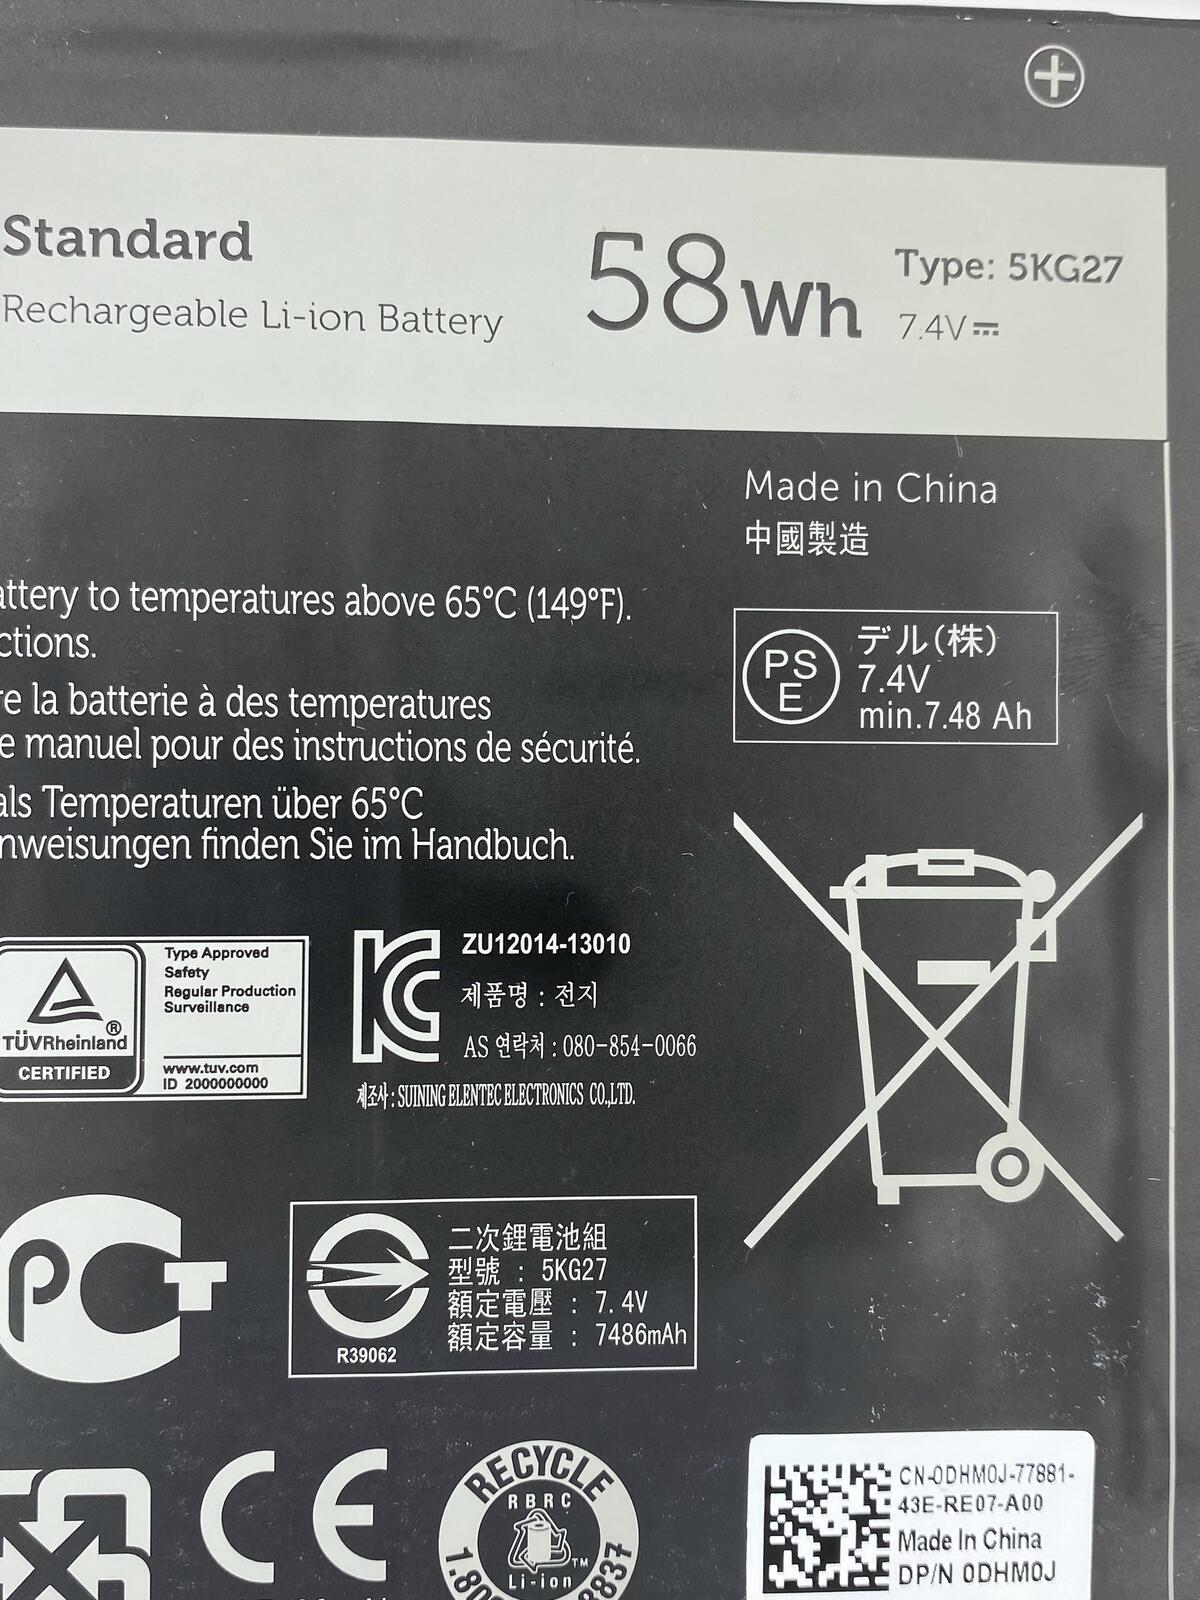 Standard
Rechargeable Li-ion Battery
58Wh
Type: 5KG27
7.4V
Made in China
中國製造
to temperatures above 65°C (149°F).
la batterie à des temperatures
manuel pour des instructions de sécurité.
als Temperaturen über 65°C
finden Sie im Handbuch.
PS
E
デル(株)
7.4V
min.7.48 Ah
TÜVRheinland®
CERTIFIED
Type Approved
Safety
Regular Production
Surveillance
www.tuv.com
ID 2000000000
ZU12014-13010
제품명 : 전지
AS 연락처 : 080-854-0066
제조사 : SUINING ELENTEC ELECTRONICS CO.,LTD.
PCT
R39062
二次鋰電池組
型號 : 5KG27
額定電壓 : 7.4V
額定容量 : 7486mAh
CE
RECYCLE
RBRC
TM
Li-ion
CN-0DHM0J-77881-
43E-RE07-A00
Made In China
DP/N 0DHM0J